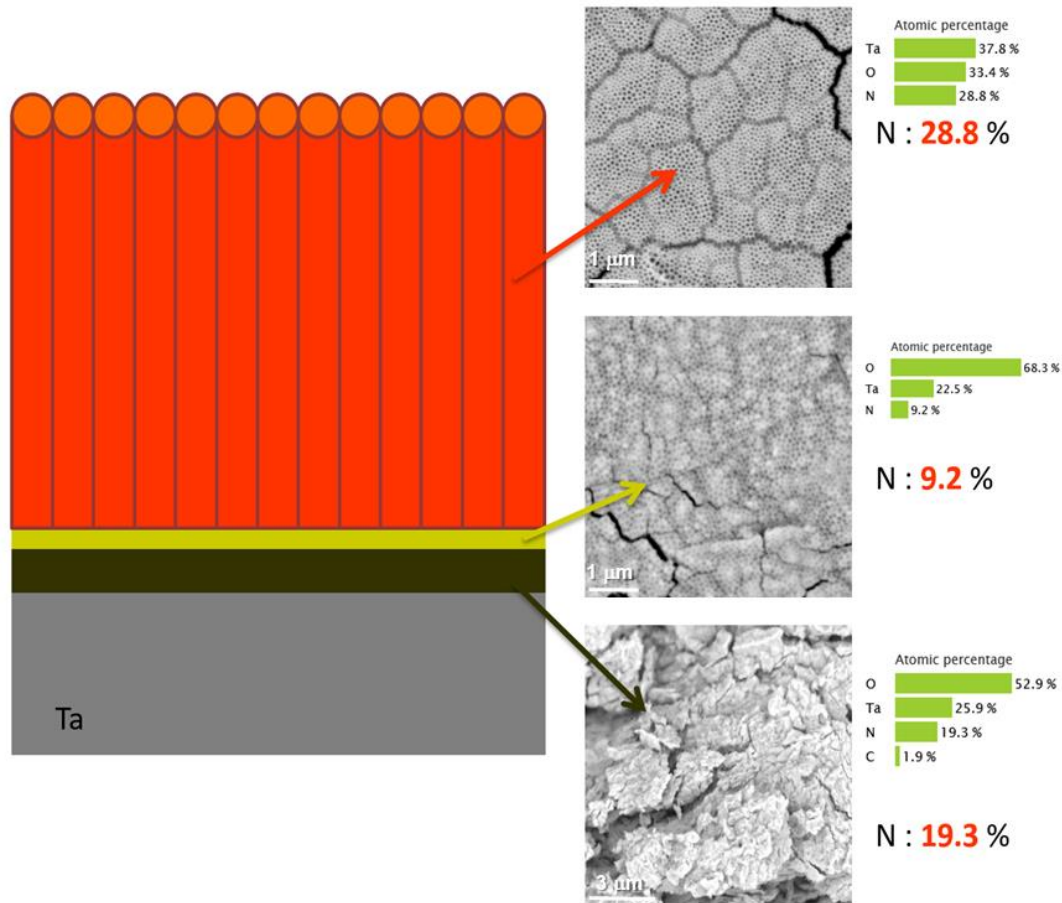 Atomic percentage
Ta 37.8 %
O 33.4 %
N 28.8 %
N : 28.8 %
1 μm
Atomic percentage
O 68.3 %
Ta 22.5 %
N 9.2 %
N : 9.2 %
1 μm
Ta
Atomic percentage
O 52.9 %
Ta 25.9 %
N 19.3 %
C 1.9 %
N : 19.3 %
3 μm